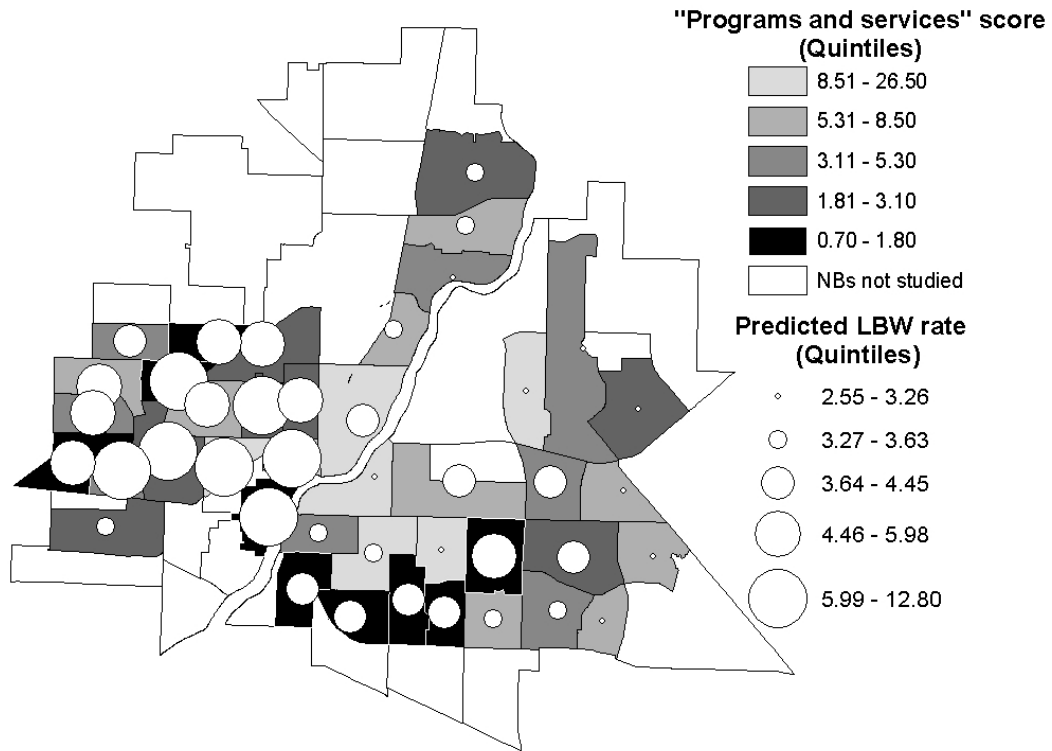 "Programs and services" score
(Quintiles)
8.51 - 26.50
5.31 - 8.50
3.11 - 5.30
1.81 - 3.10
0.70 - 1.80
NBs not studied
Predicted LBW rate
(Quintiles)
2.55 - 3.26
3.27 - 3.63
3.64 - 4.45
4.46 - 5.98
5.99 - 12.80